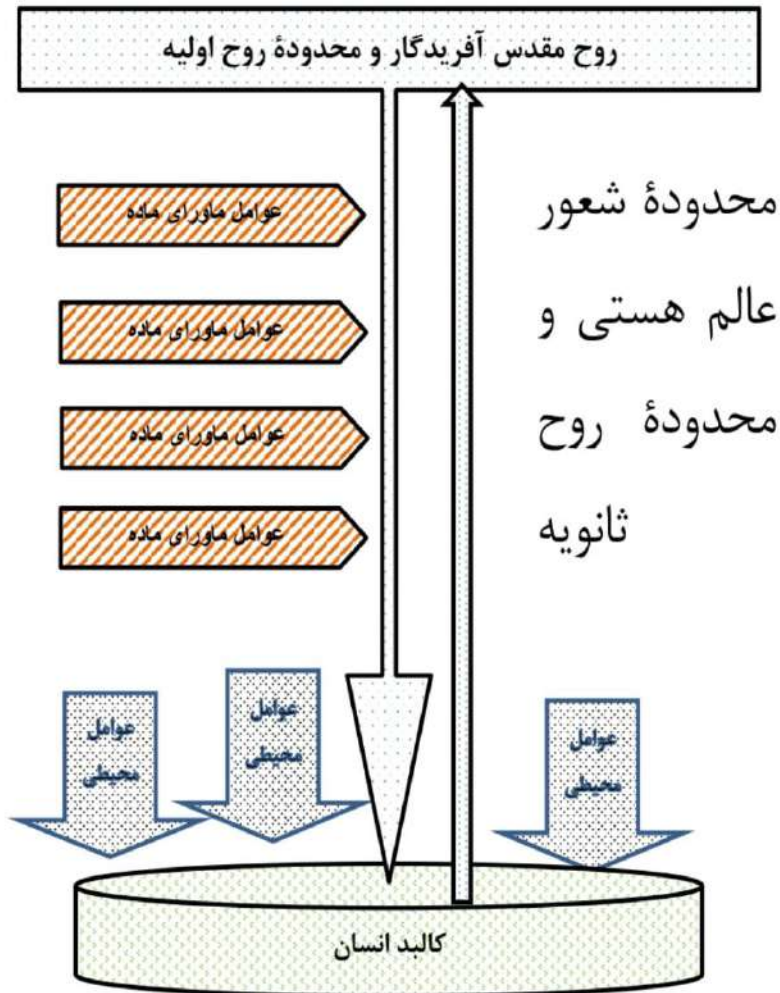 روح مقدس آفریدگار و محدودهٔ روح اولیه
محدودهٔ شعور
عالم هستی و
محدودهٔ روح
ثانویه
عوامل ماورای ماده
عوامل ماورای ماده
عوامل ماورای ماده
عوامل ماورای ماده
عوامل
محیطی
عوامل
محیطی
عوامل
محیطی
کالبد انسان